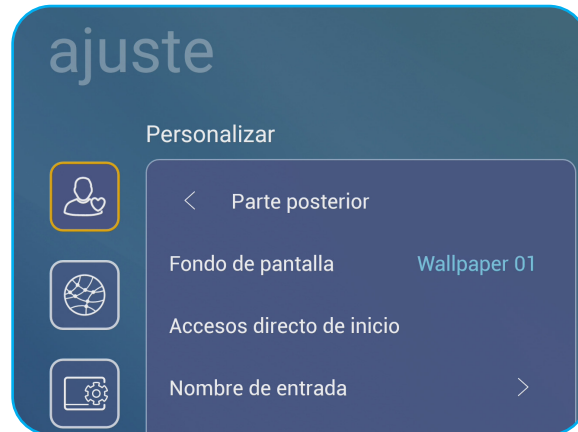 ajuste
Personalizar
Parte posterior
Fondo de pantalla Wallpaper 01
Accesos directo de inicio
Nombre de entrada